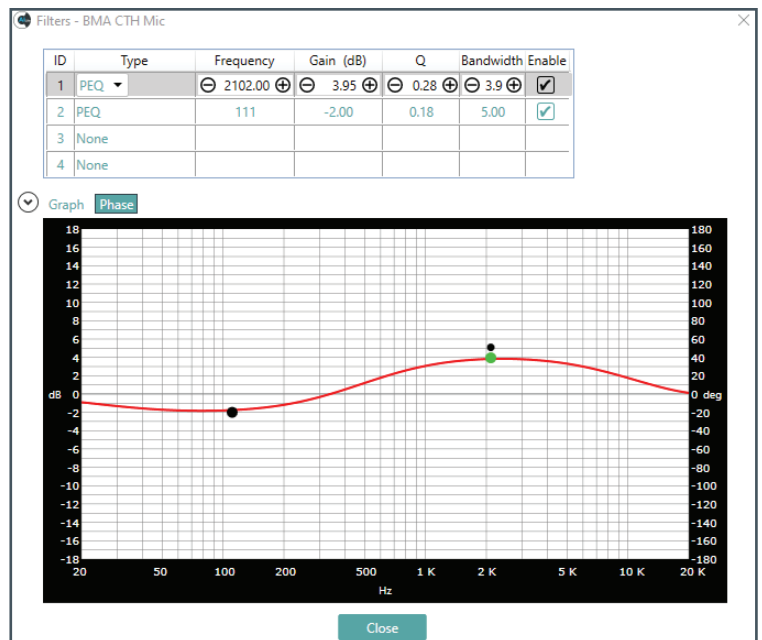 Filters - BMA CTH Mic
ID Type Frequency Gain (dB) Q Bandwidth Enable
1 PEQ 2102.00 3.95 0.28 3.9
2 PEQ 111 -2.00 0.18 5.00
3 None
4 None
Graph Phase
18 180
16 160
14 140
12 120
10 100
8 80
6 60
4 40
2 20
dB 0 0 deg
-2 -20
-4 -40
-6 -60
-8 -80
-10 -100
-12 -120
-14 -140
-16 -160
-18 -180
20 50 100 200 500 1 K 2 K 5 K 10 K 20 K
Hz
Close